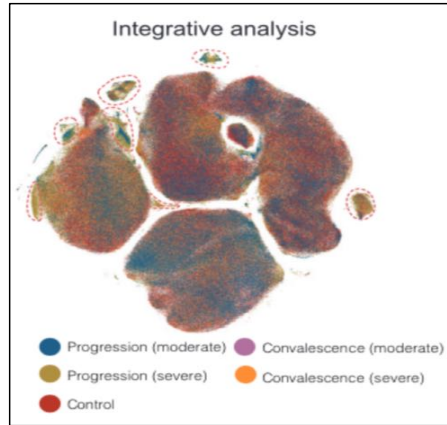 Integrative analysis
Progression (moderate) Convalescence (moderate)
Progression (severe) Convalescence (severe)
Control